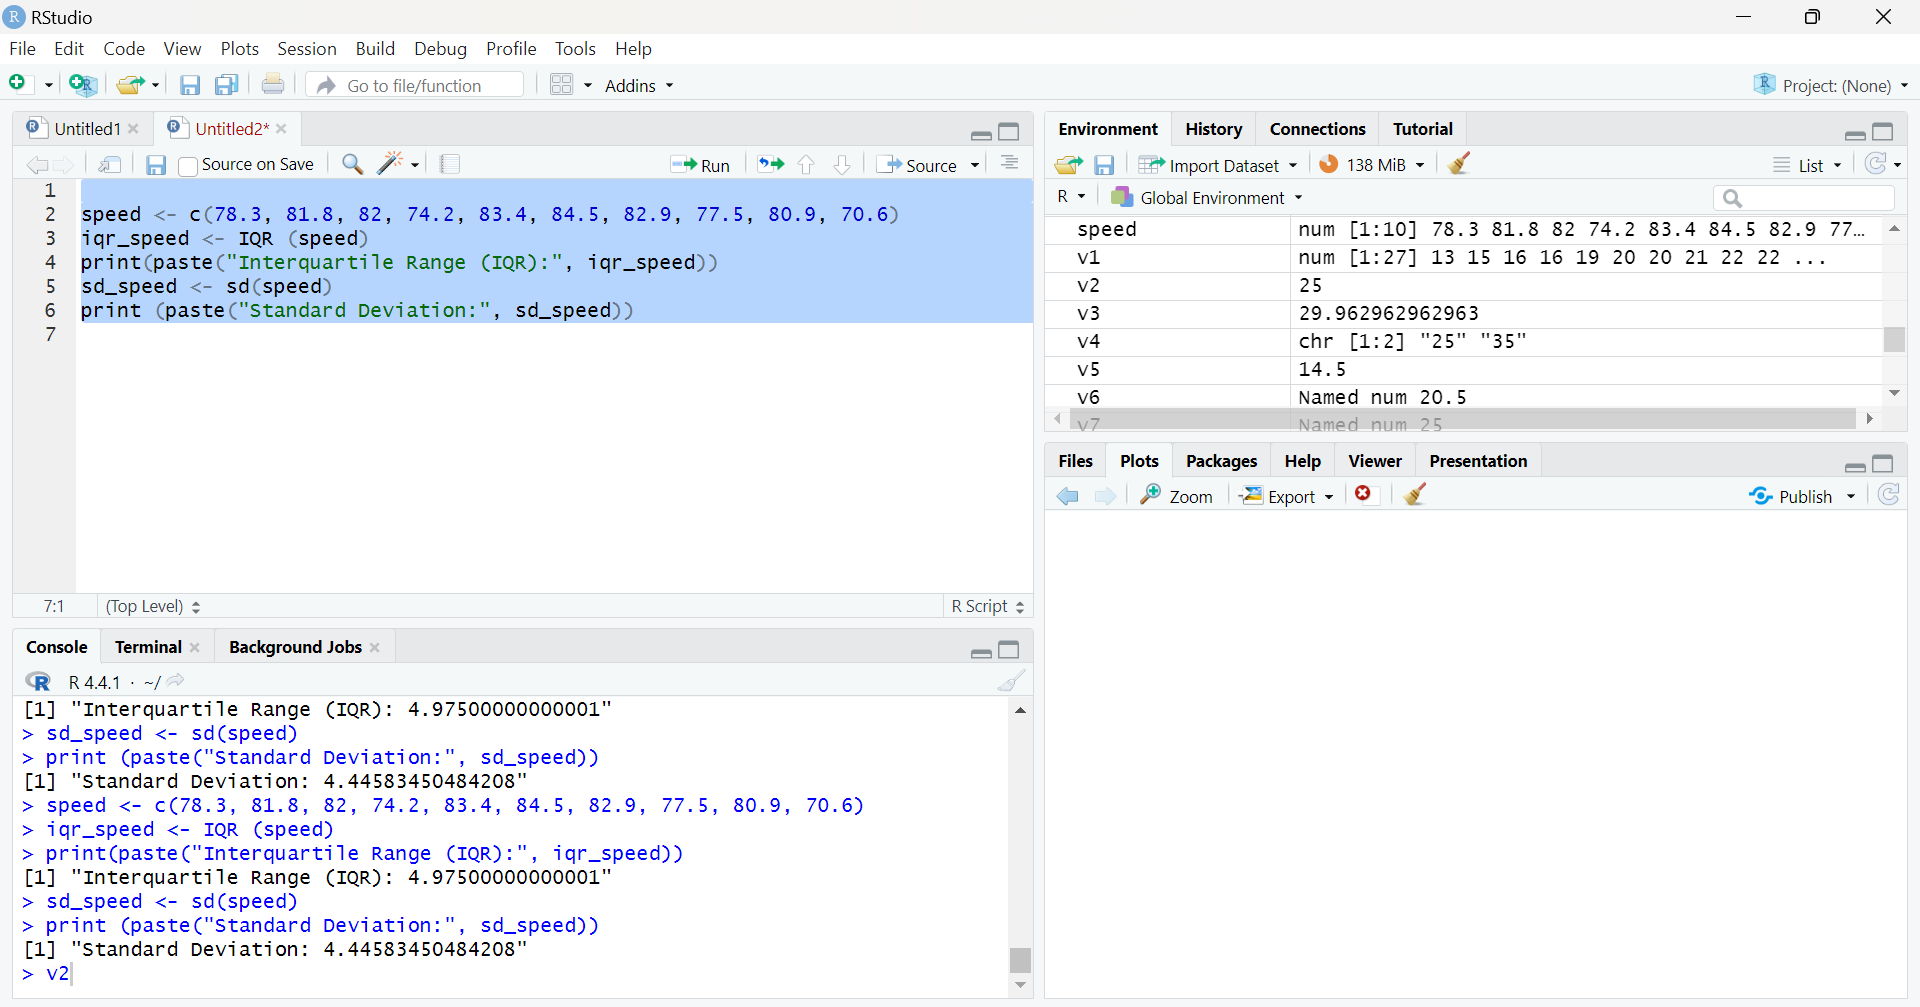 RStudio
File Edit Code View Plots Session Build Debug Profile Tools Help
Go to file/function Addins Project: (None)
Untitled1 Untitled2*
Source on Save Run Source
1
2 speed <- c(78.3, 81.8, 82, 74.2, 83.4, 84.5, 82.9, 77.5, 80.9, 70.6)
3 iqr_speed <- IQR (speed)
4 print(paste("Interquartile Range (IQR):", iqr_speed))
5 sd_speed <- sd(speed)
6 print (paste("Standard Deviation:", sd_speed))
7
7:1 (Top Level) R Script
Console Terminal Background Jobs
R 4.4.1 · ~/
[1] "Interquartile Range (IQR): 4.97500000000001"
> sd_speed <- sd(speed)
> print (paste("Standard Deviation:", sd_speed))
[1] "Standard Deviation: 4.44583450484208"
> speed <- c(78.3, 81.8, 82, 74.2, 83.4, 84.5, 82.9, 77.5, 80.9, 70.6)
> iqr_speed <- IQR (speed)
> print(paste("Interquartile Range (IQR):", iqr_speed))
[1] "Interquartile Range (IQR): 4.97500000000001"
> sd_speed <- sd(speed)
> print (paste("Standard Deviation:", sd_speed))
[1] "Standard Deviation: 4.44583450484208"
> v2
Environment History Connections Tutorial
Import Dataset 138 MiB List
R Global Environment
speed num [1:10] 78.3 81.8 82 74.2 83.4 84.5 82.9 77…
v1 num [1:27] 13 15 16 16 19 20 20 21 22 22 ...
v2 25
v3 29.962962962963
v4 chr [1:2] "25" "35"
v5 14.5
v6 Named num 20.5
v7 Named num 25
Files Plots Packages Help Viewer Presentation
Zoom Export Publish